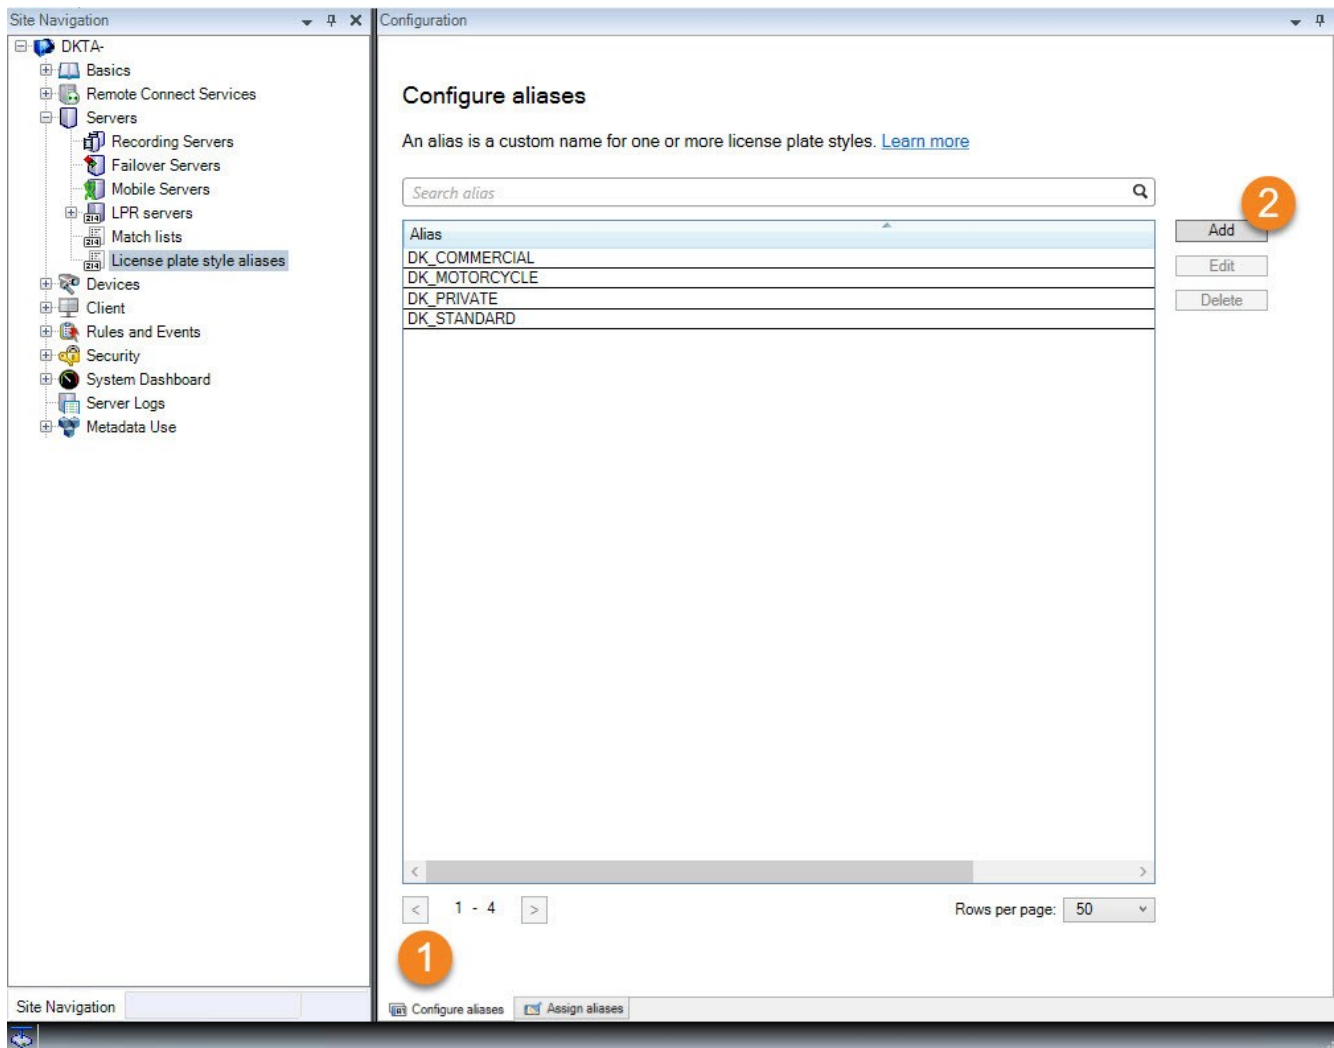 Site Navigation
DKTA-
Basics
Remote Connect Services
Servers
Recording Servers
Failover Servers
Mobile Servers
LPR servers
Match lists
License plate style aliases
Devices
Client
Rules and Events
Security
System Dashboard
Server Logs
Metadata Use
Site Navigation
Configuration
Configure aliases
An alias is a custom name for one or more license plate styles. Learn more
Search alias
2
Alias
Add
DK_COMMERCIAL
Edit
DK_MOTORCYCLE
DK_PRIVATE
Delete
DK_STANDARD
< 1 - 4 >
Rows per page: 50
1
Configure aliases
Assign aliases